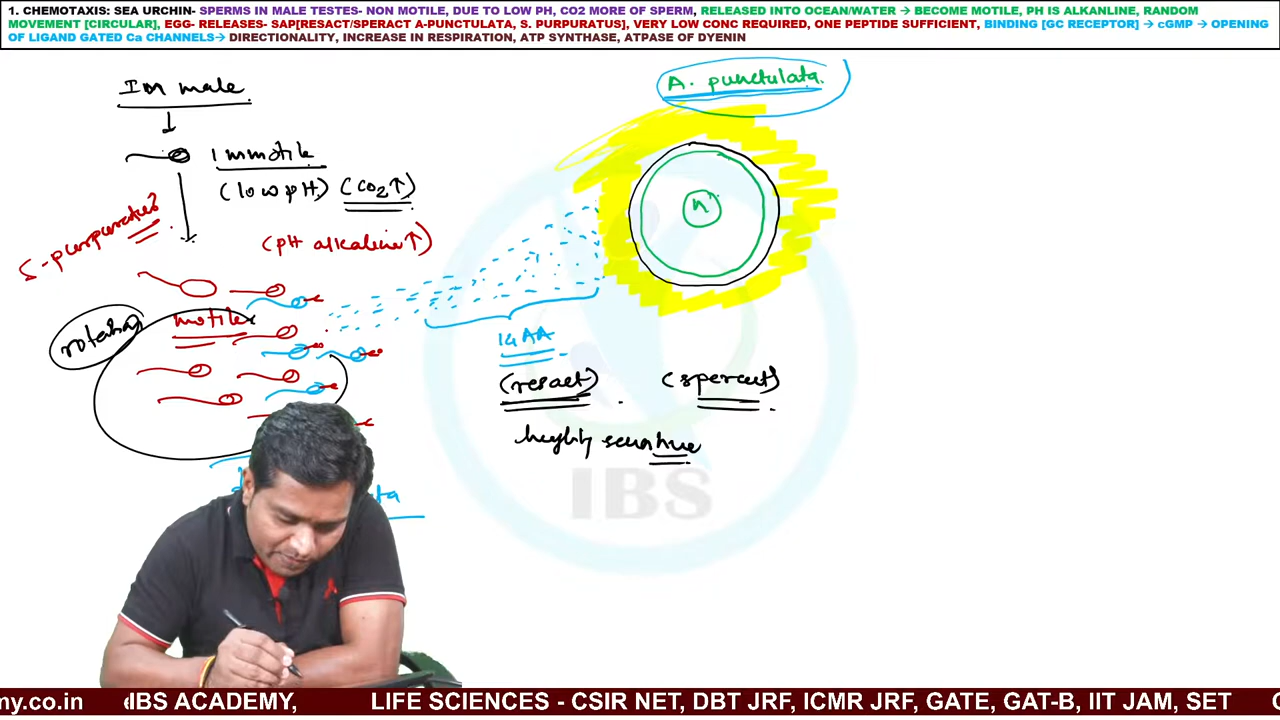 1. CHEMOTAXIS: SEA URCHIN- SPERMS IN MALE TESTES- NON MOTILE, DUE TO LOW PH, CO2 MORE OF SPERM, RELEASED INTO OCEAN/WATER → BECOME MOTILE, PH IS ALKANLINE, RANDOM
MOVEMENT [CIRCULAR], EGG- RELEASES- SAP[RESACT/SPERACT A-PUNCTULATA, S. PURPURATUS], VERY LOW CONC REQUIRED, ONE PEPTIDE SUFFICIENT, BINDING [GC RECEPTOR] → cGMP → OPENING
OF LIGAND GATED Ca CHANNELS→ DIRECTIONALITY, INCREASE IN RESPIRATION, ATP SYNTHASE, ATPASE OF DYENIN
In male
A. punctulata
Immotile
(low pH) (CO2↑)
n
S-purpuratus
(pH alkaline↑)
motile
rotating
14 AA
(resact) (speract)
highly sensitive
IBS
my.co.in IBS ACADEMY, LIFE SCIENCES - CSIR NET, DBT JRF, ICMR JRF, GATE, GAT-B, IIT JAM, SET